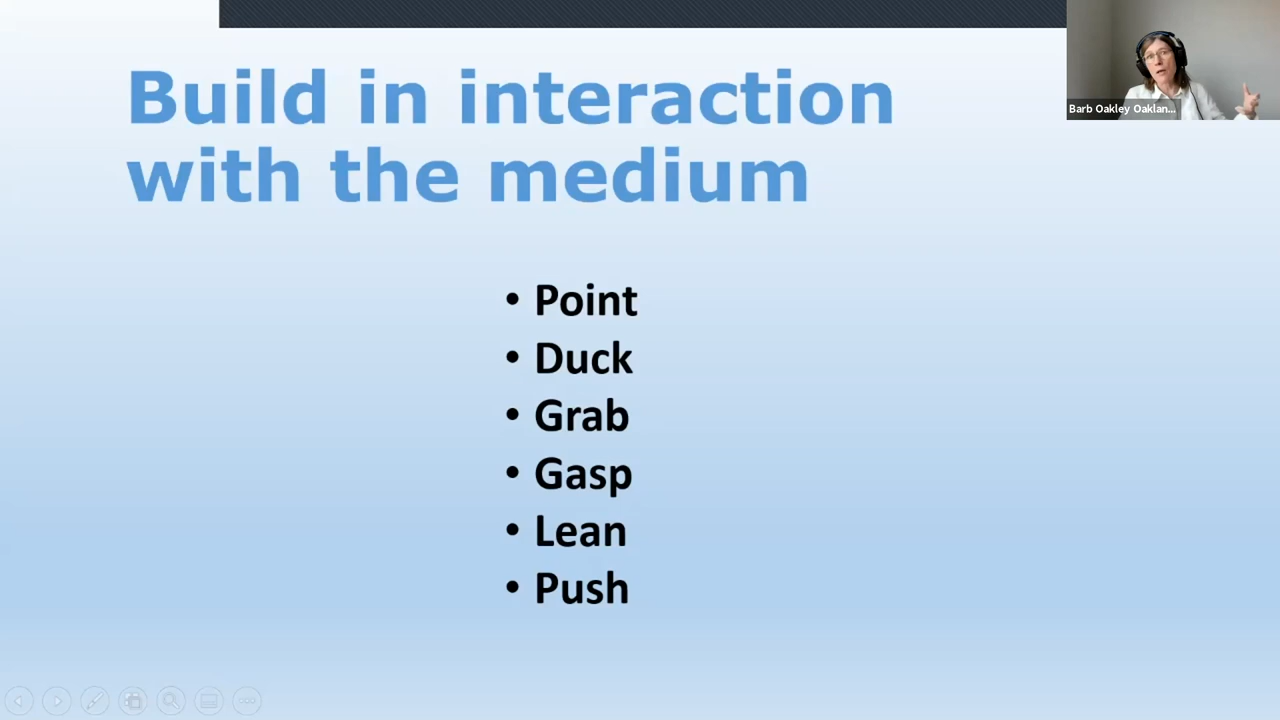 Build in interaction
with the medium
Barb Oakley Oaklan...
• Point
• Duck
• Grab
• Gasp
• Lean
• Push